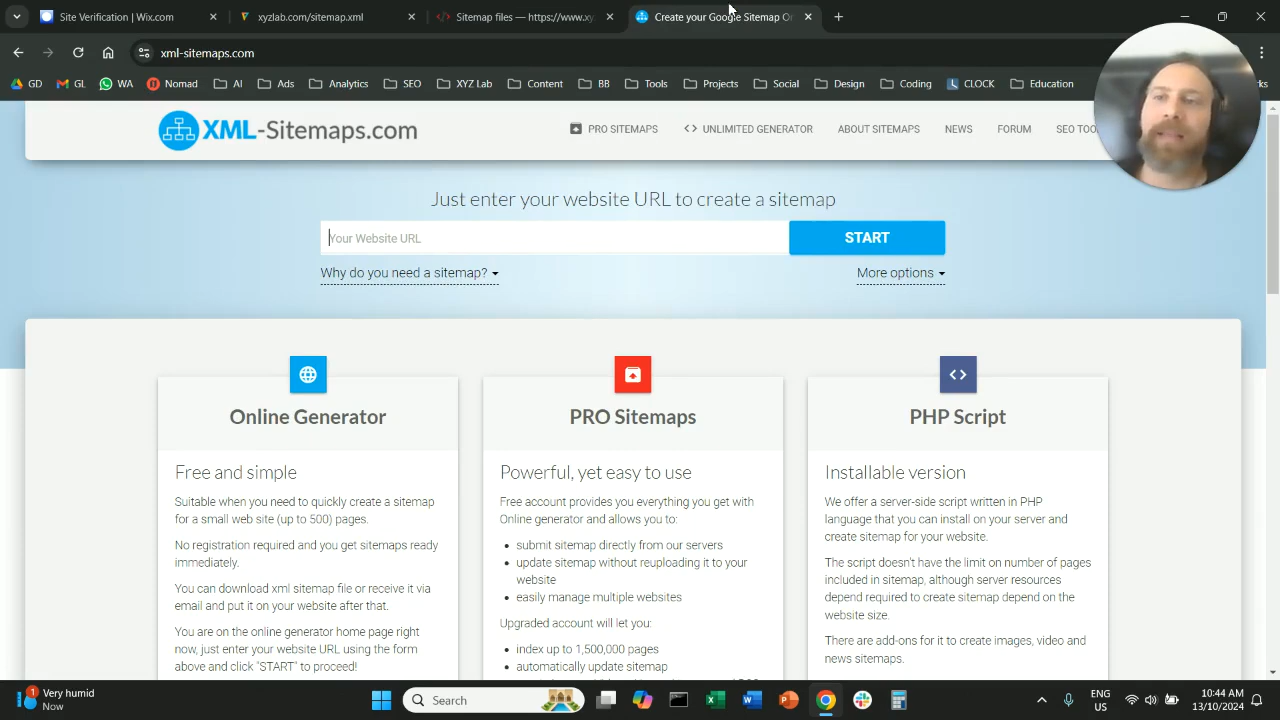 Site Verification | Wix.com
xyzlab.com/sitemap.xml
Sitemap files — https://www.xy
Create your Google Sitemap On
xml-sitemaps.com
GD
GL
WA
Nomad
AI
Ads
Analytics
SEO
XYZ Lab
Content
BB
Tools
Projects
Social
Design
Coding
CLOCK
Education
XML-Sitemaps.com
PRO SITEMAPS
UNLIMITED GENERATOR
ABOUT SITEMAPS
NEWS
FORUM
SEO TOO
Just enter your website URL to create a sitemap
Your Website URL
START
Why do you need a sitemap?
More options
Online Generator
Free and simple
Suitable when you need to quickly create a sitemap
for a small web site (up to 500) pages.
No registration required and you get sitemaps ready
immediately.
You can download xml sitemap file or receive it via
email and put it on your website after that.
You are on the online generator home page right
now, just enter your website URL using the form
above and click "START" to proceed!
PRO Sitemaps
Powerful, yet easy to use
Free account provides you everything you get with
Online generator and allows you to:
submit sitemap directly from our servers
update sitemap without reuploading it to your
website
easily manage multiple websites
Upgraded account will let you:
index up to 1,500,000 pages
automatically update sitemap
PHP Script
Installable version
We offer a server-side script written in PHP
language that you can install on your server and
create sitemap for your website.
The script doesn't have the limit on number of pages
included in sitemap, although server resources
depend required to create sitemap depend on the
website size.
There are add-ons for it to create images, video and
news sitemaps.
1
Very humid
Now
Search
ENG
US
10:44 AM
13/10/2024